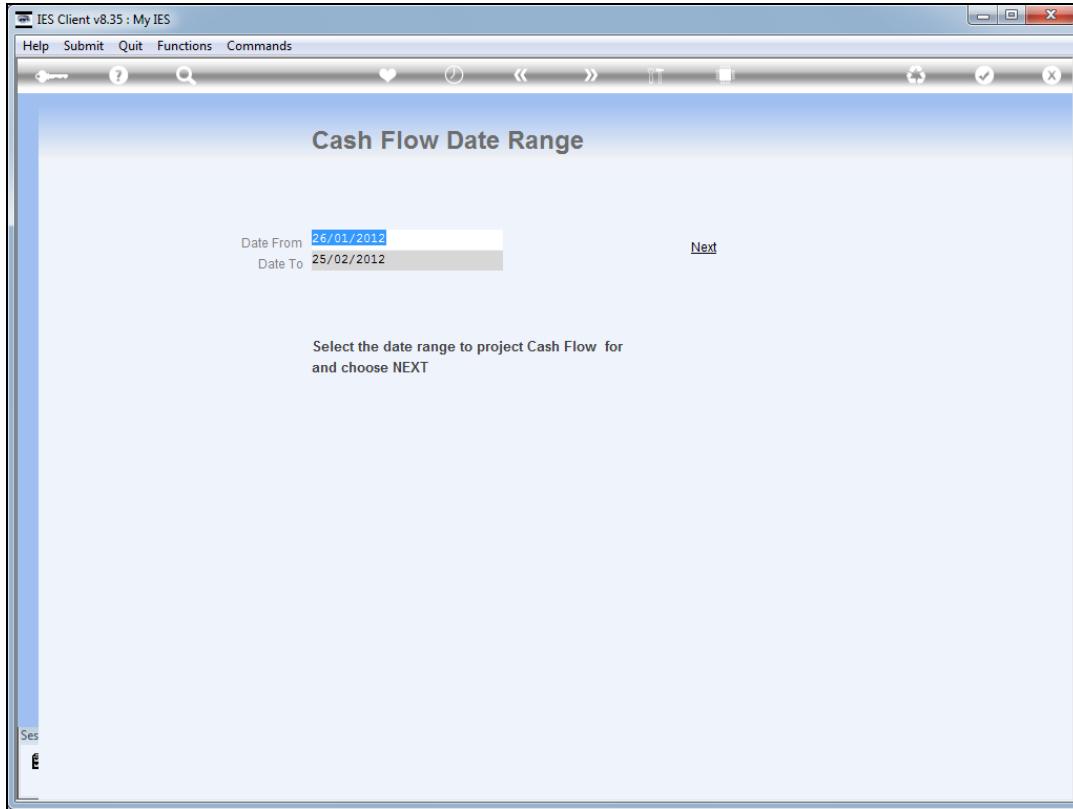 IES Client v8.35 : My IES
Help Submit Quit Functions Commands
Cash Flow Date Range
Date From 26/01/2012
Next
Date To 25/02/2012
Select the date range to project Cash Flow for
and choose NEXT
Ses